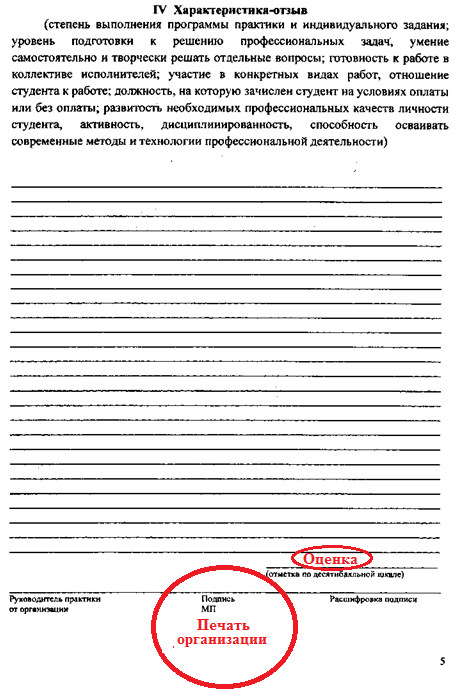 IV Характеристика-отзыв
(степень выполнения программы практики и индивидуального задания;
уровень подготовки к решению профессиональных задач, умение
самостоятельно и творчески решать отдельные вопросы; готовность к работе в
коллективе исполнителей; участие в конкретных видах работ, отношение
студента к работе; должность, на которую зачислен студент на условиях оплаты
или без оплаты; развитость необходимых профессиональных качеств личности
студента, активность, дисциплинированность, способность осваивать
современные методы и технологии профессиональной деятельности)
Оценка
(отметка по десятибалльной шкале)
Руководитель практики Подпись Расшифровка подписи
от организации МП
Печать
организации
5